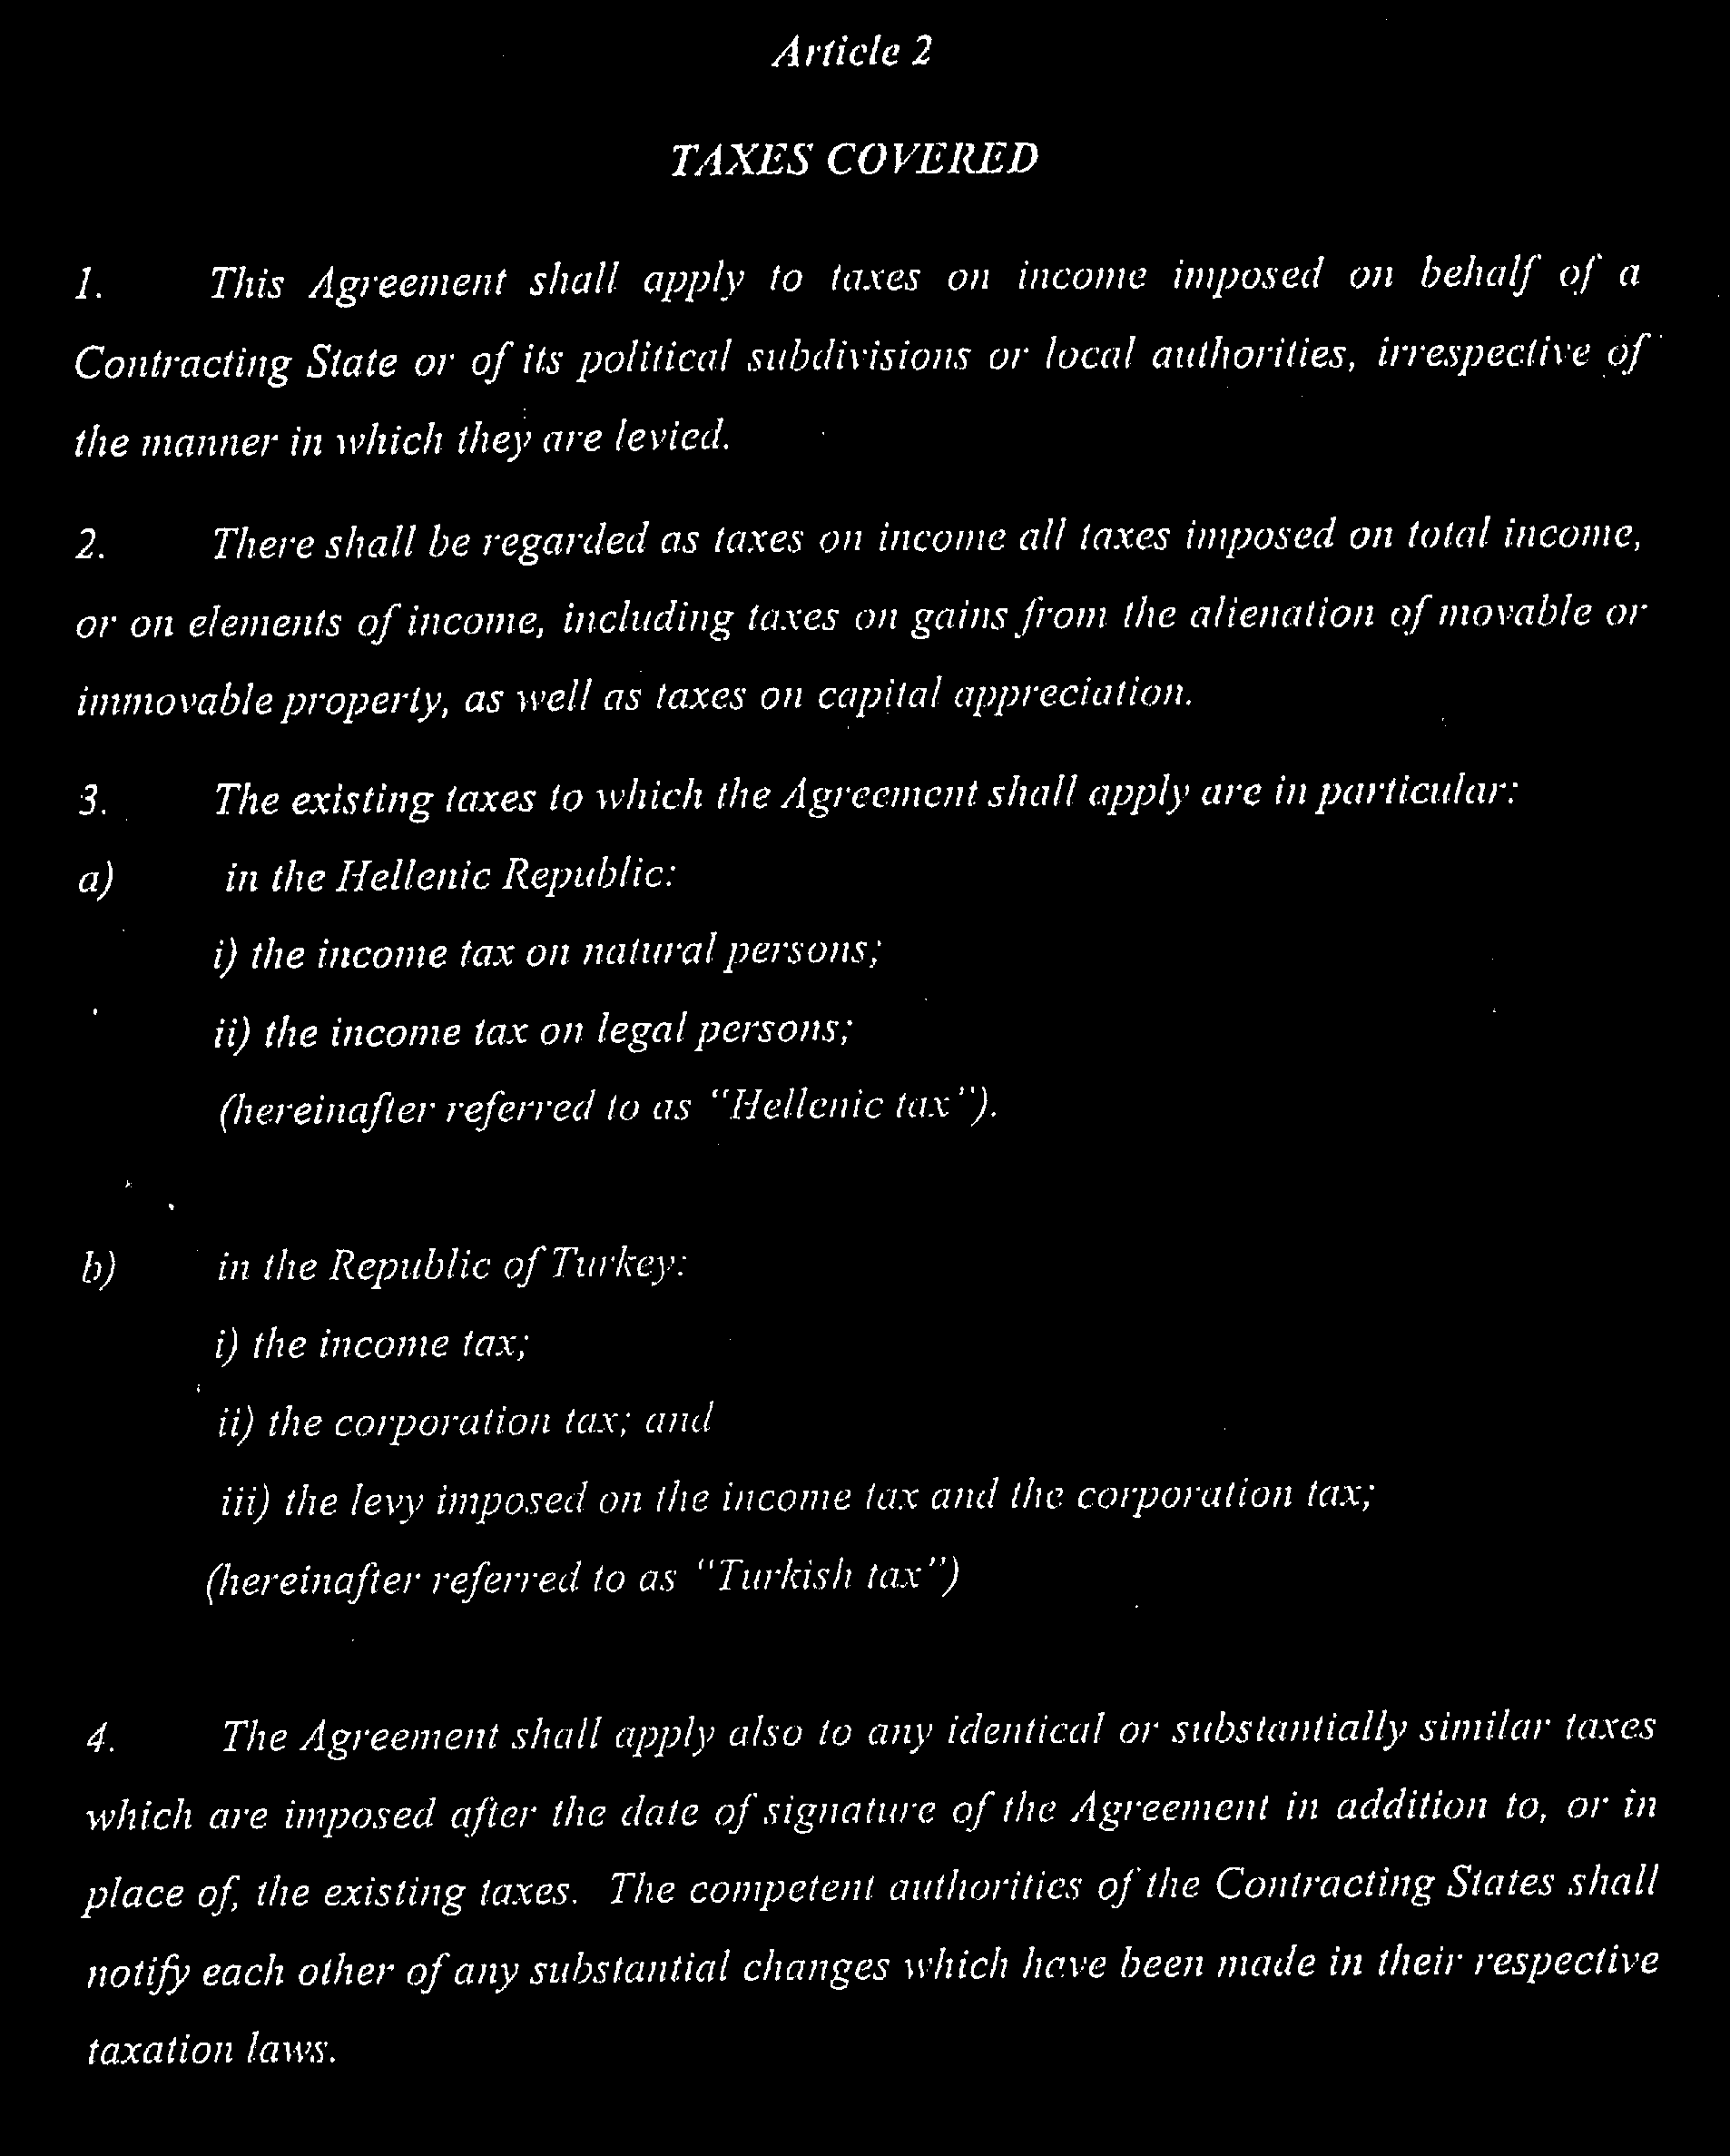 Article 2
TAXES COVERED
1. This Agreement shall apply to taxes on income imposed on behalf of a
Contracting State or of its political subdivisions or local authorities, irrespective of
the manner in which they are levied.
2. There shall be regarded as taxes on income all taxes imposed on total income,
or on elements of income, including taxes on gains from the alienation of movable or
immovable property, as well as taxes on capital appreciation.
3. The existing taxes to which the Agreement shall apply are in particular:
a) in the Hellenic Republic:
i) the income tax on natural persons;
ii) the income tax on legal persons;
(hereinafter referred to as "Hellenic tax").
b) in the Republic of Turkey:
i) the income tax;
ii) the corporation tax; and
iii) the levy imposed on the income tax and the corporation tax;
(hereinafter referred to as "Turkish tax")
4. The Agreement shall apply also to any identical or substantially similar taxes
which are imposed after the date of signature of the Agreement in addition to, or in
place of, the existing taxes. The competent authorities of the Contracting States shall
notify each other of any substantial changes which have been made in their respective
taxation laws.